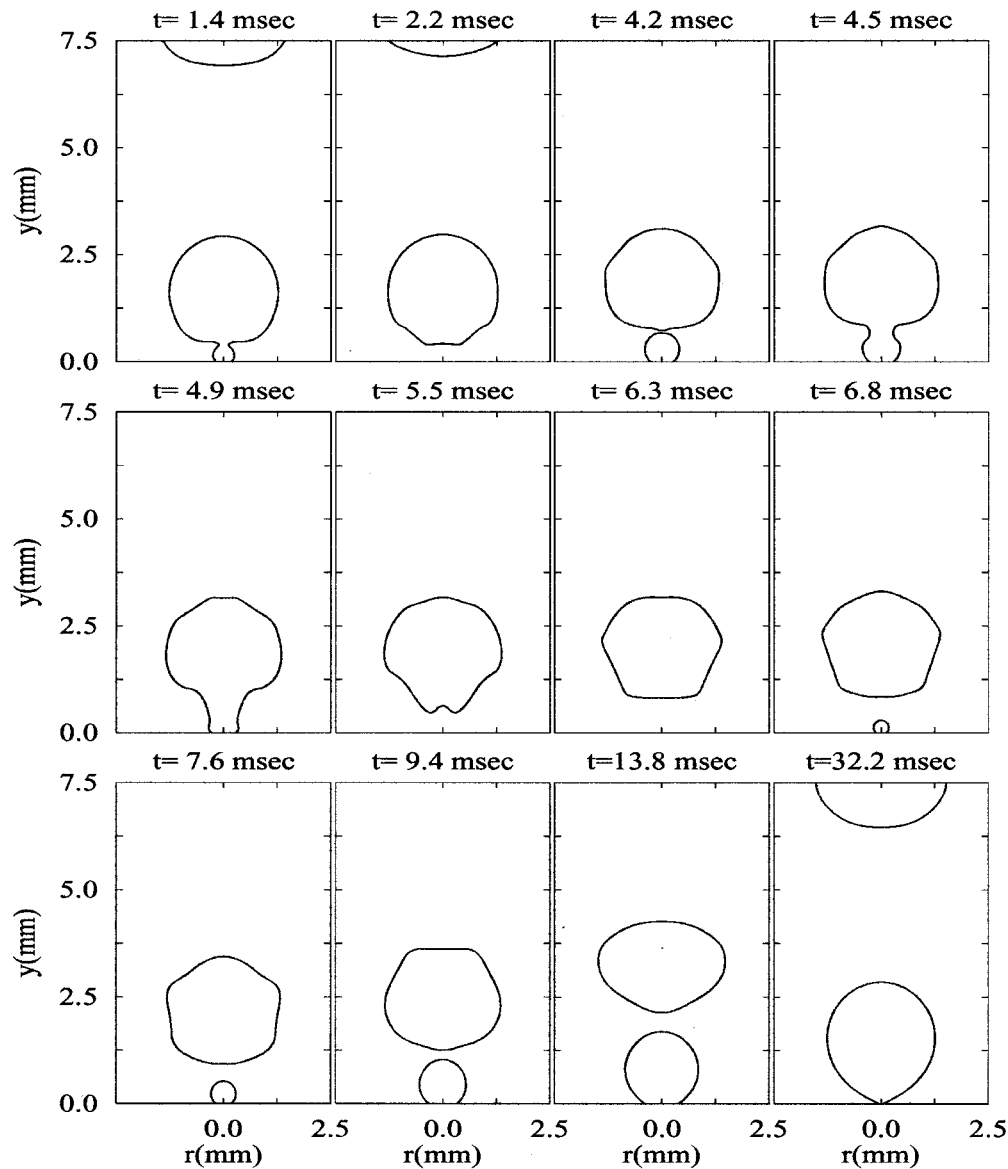 t= 1.4 msec t= 2.2 msec t= 4.2 msec t= 4.5 msec
7.5
5.0
2.5
0.0
y(mm)
t= 4.9 msec t= 5.5 msec t= 6.3 msec t= 6.8 msec
7.5
5.0
2.5
0.0
y(mm)
t= 7.6 msec t= 9.4 msec t=13.8 msec t=32.2 msec
7.5
5.0
2.5
0.0
y(mm)
0.0 2.5 0.0 2.5 0.0 2.5 0.0 2.5
r(mm) r(mm) r(mm) r(mm)